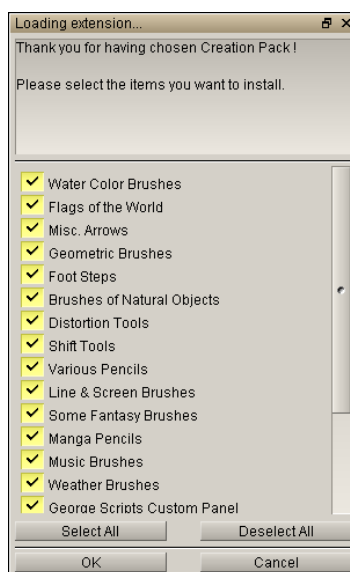 Loading extension...
Thank you for having chosen Creation Pack !
Please select the items you want to install.
Water Color Brushes
Flags of the World
Misc. Arrows
Geometric Brushes
Foot Steps
Brushes of Natural Objects
Distortion Tools
Shift Tools
Various Pencils
Line & Screen Brushes
Some Fantasy Brushes
Manga Pencils
Music Brushes
Weather Brushes
George Scripts Custom Panel
Select All
Deselect All
OK
Cancel